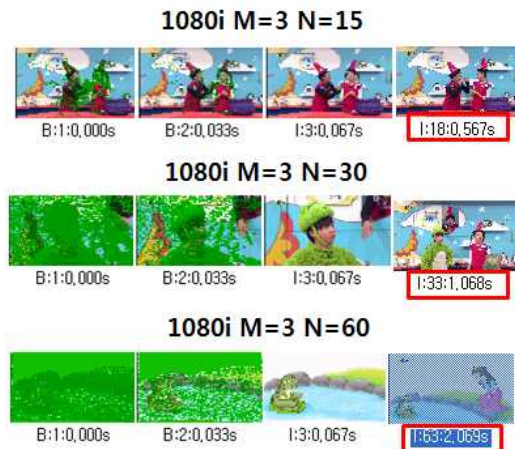 1080i M=3 N=15
B:1:0,000s B:2:0,033s I:3:0,067s I:18:0,567s
1080i M=3 N=30
B:1:0,000s B:2:0,033s I:3:0,067s I:33:1,068s
1080i M=3 N=60
B:1:0,000s B:2:0,033s I:3:0,067s I:63:2,069s